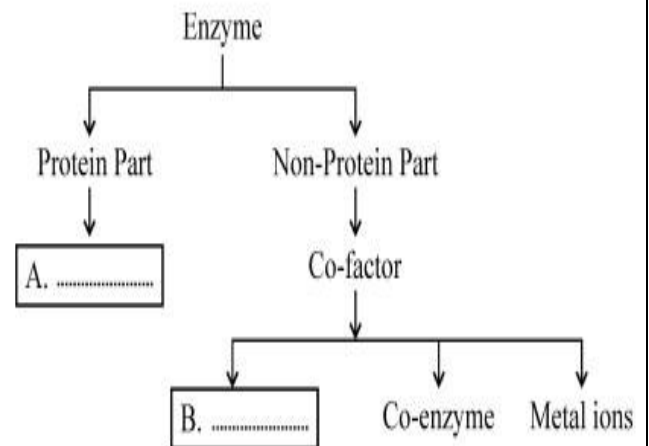 Enzyme
Protein Part Non-Protein Part
A. ........................
Co-factor
B. ........................ Co-enzyme Metal ions